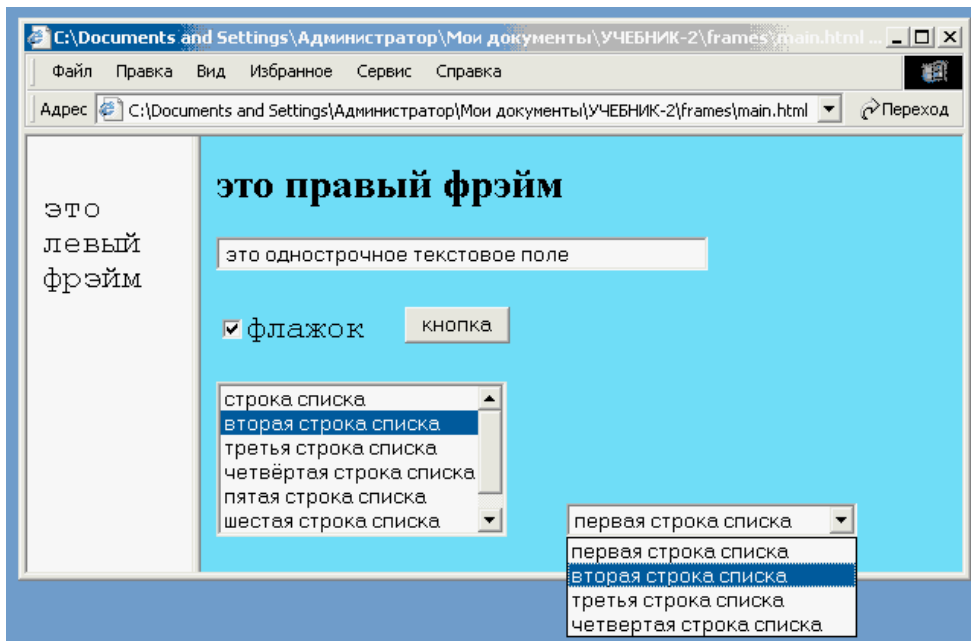 C:\Documents and Settings\Администратор\Мои документы\УЧЕБНИК-2\frames\main.html ...
Файл Правка Вид Избранное Сервис Справка
Адрес C:\Documents and Settings\Администратор\Мои документы\УЧЕБНИК-2\frames\main.html Переход
это
левый
фрэйм
это правый фрэйм
это однострочное текстовое поле
флажок кнопка
строка списка
вторая строка списка
третья строка списка
четвёртая строка списка
пятая строка списка
шестая строка списка
первая строка списка
первая строка списка
вторая строка списка
третья строка списка
четвертая строка списка